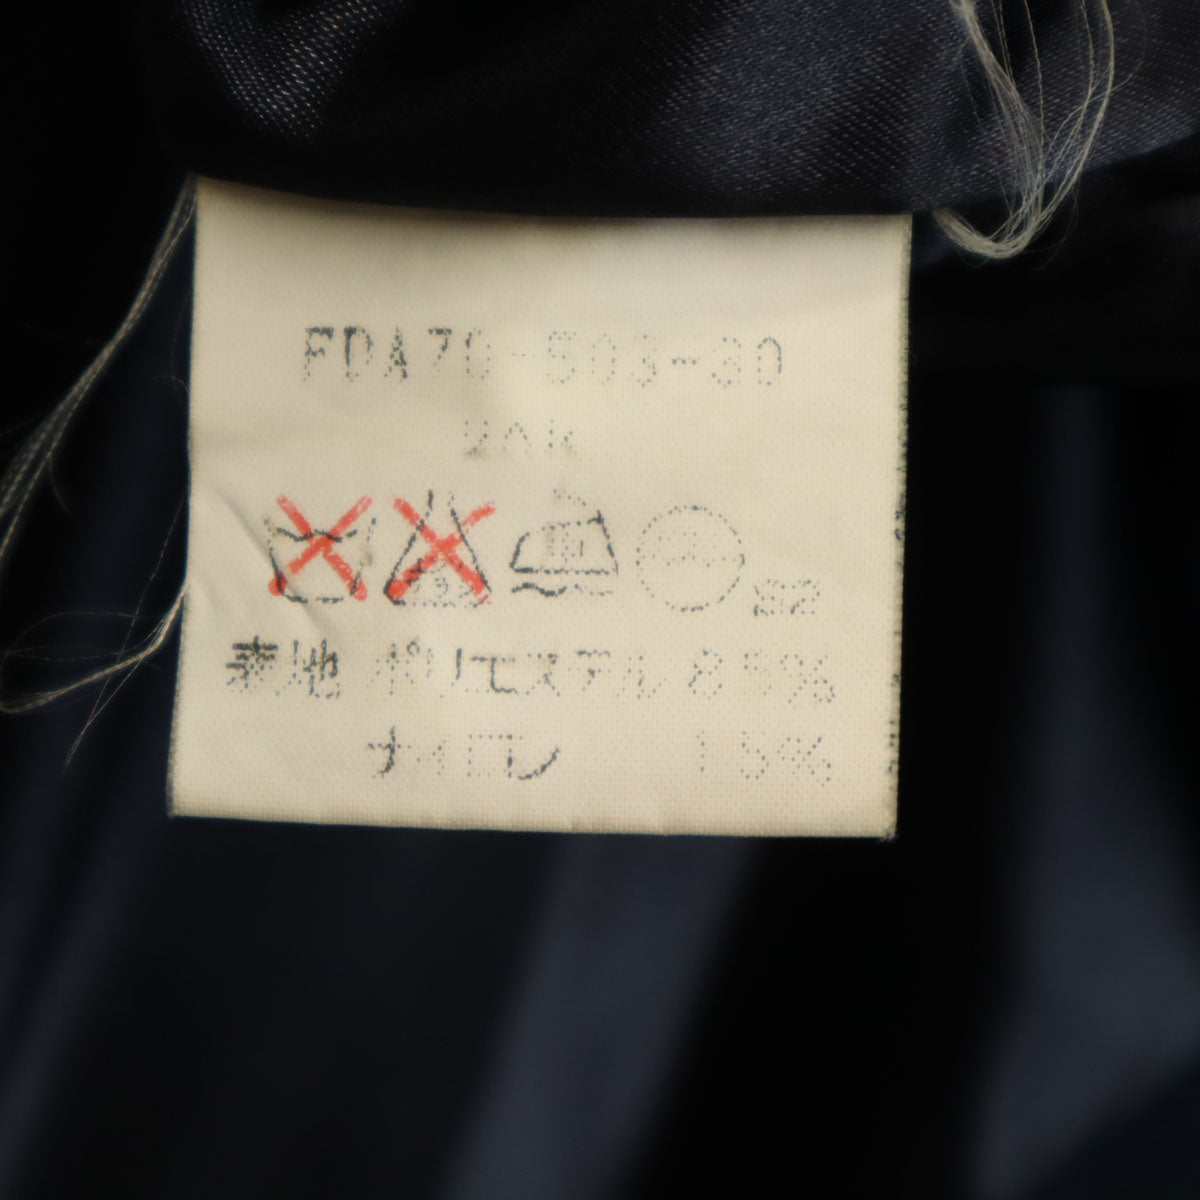 FDA70-503-30
表地 ポリエステル 85%
ナイロン 15%